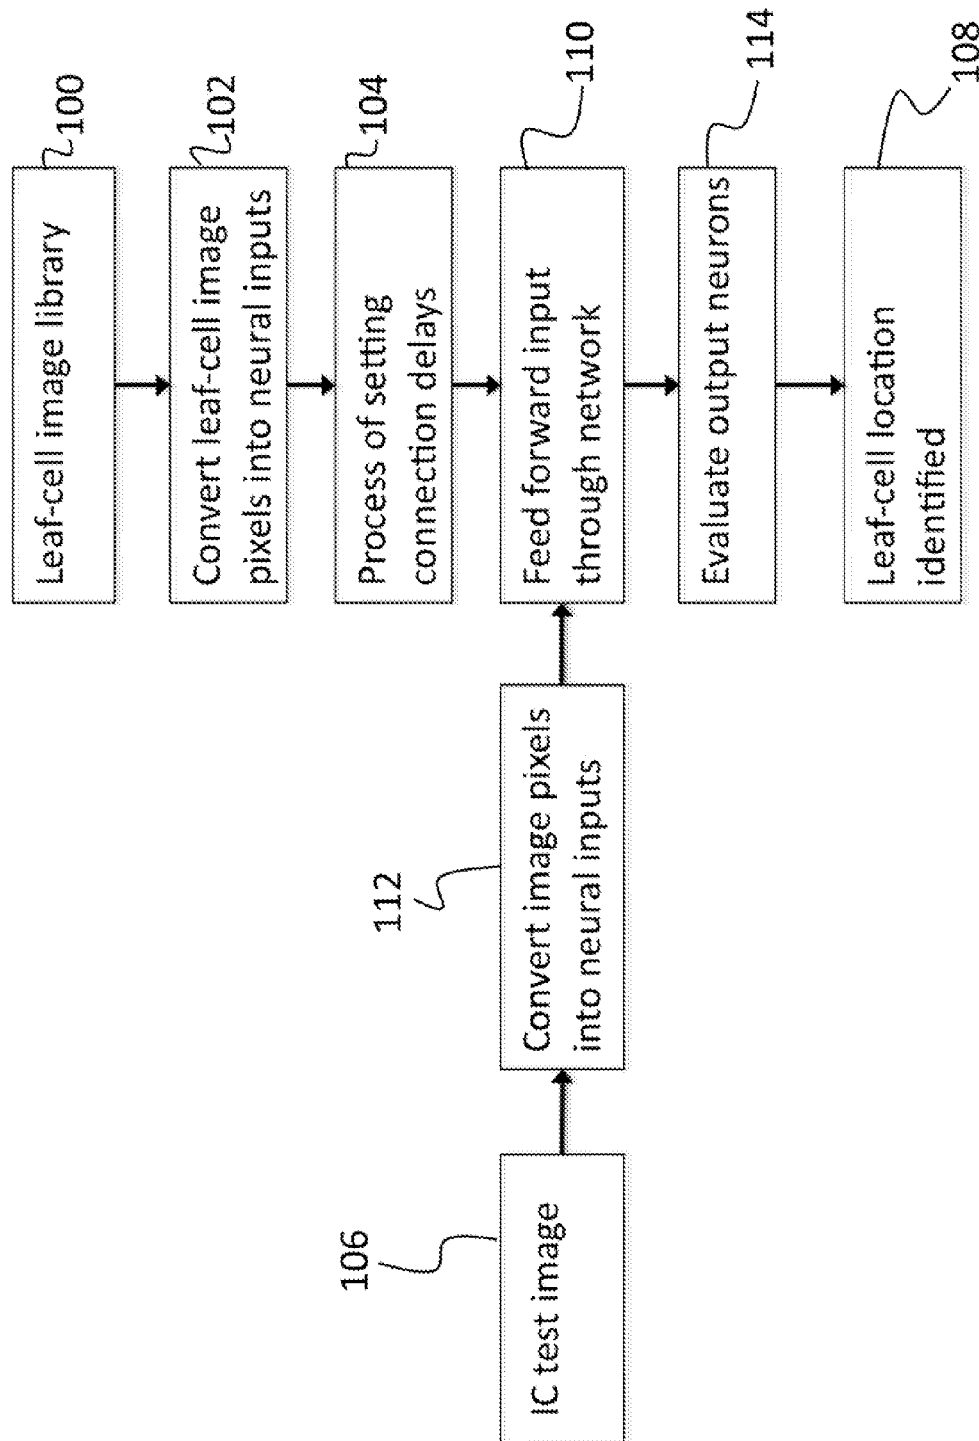 Leaf-cell image library
100
Convert leaf-cell image
pixels into neural inputs
102
Process of setting
connection delays
104
IC test image
106
Convert image pixels
into neural inputs
112
Feed forward input
through network
110
Evaluate output neurons
114
Leaf-cell location
identified
108